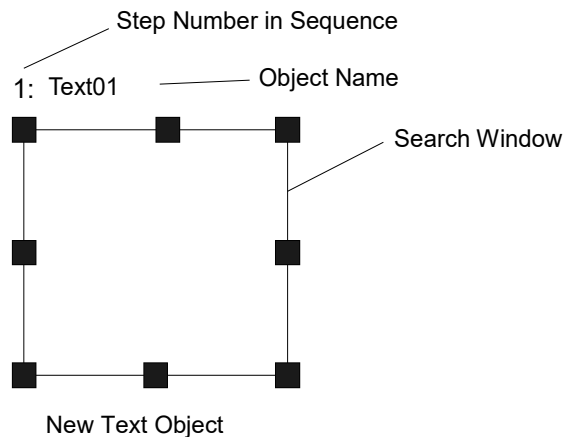 Step Number in Sequence
1: Text01
Object Name
Search Window
New Text Object